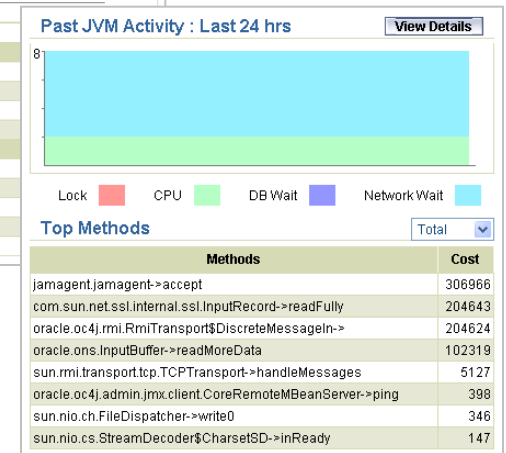 Past JVM Activity : Last 24 hrs
View Details
8
Lock CPU DB Wait Network Wait
Top Methods
Total
Methods Cost
jamagent.jamagent->accept 306966
com.sun.net.ssl.internal.ssl.InputRecord->readFully 204643
oracle.oc4j.rmi.RmiTransport$DiscreteMessageIn-> 204624
oracle.ons.InputBuffer->readMoreData 102319
sun.rmi.transport.tcp.TCPTransport->handleMessages 5127
oracle.oc4j.admin.jmx.client.CoreRemoteMBeanServer->ping 398
sun.nio.ch.FileDispatcher->write0 346
sun.nio.cs.StreamDecoder$CharsetSD->inReady 147